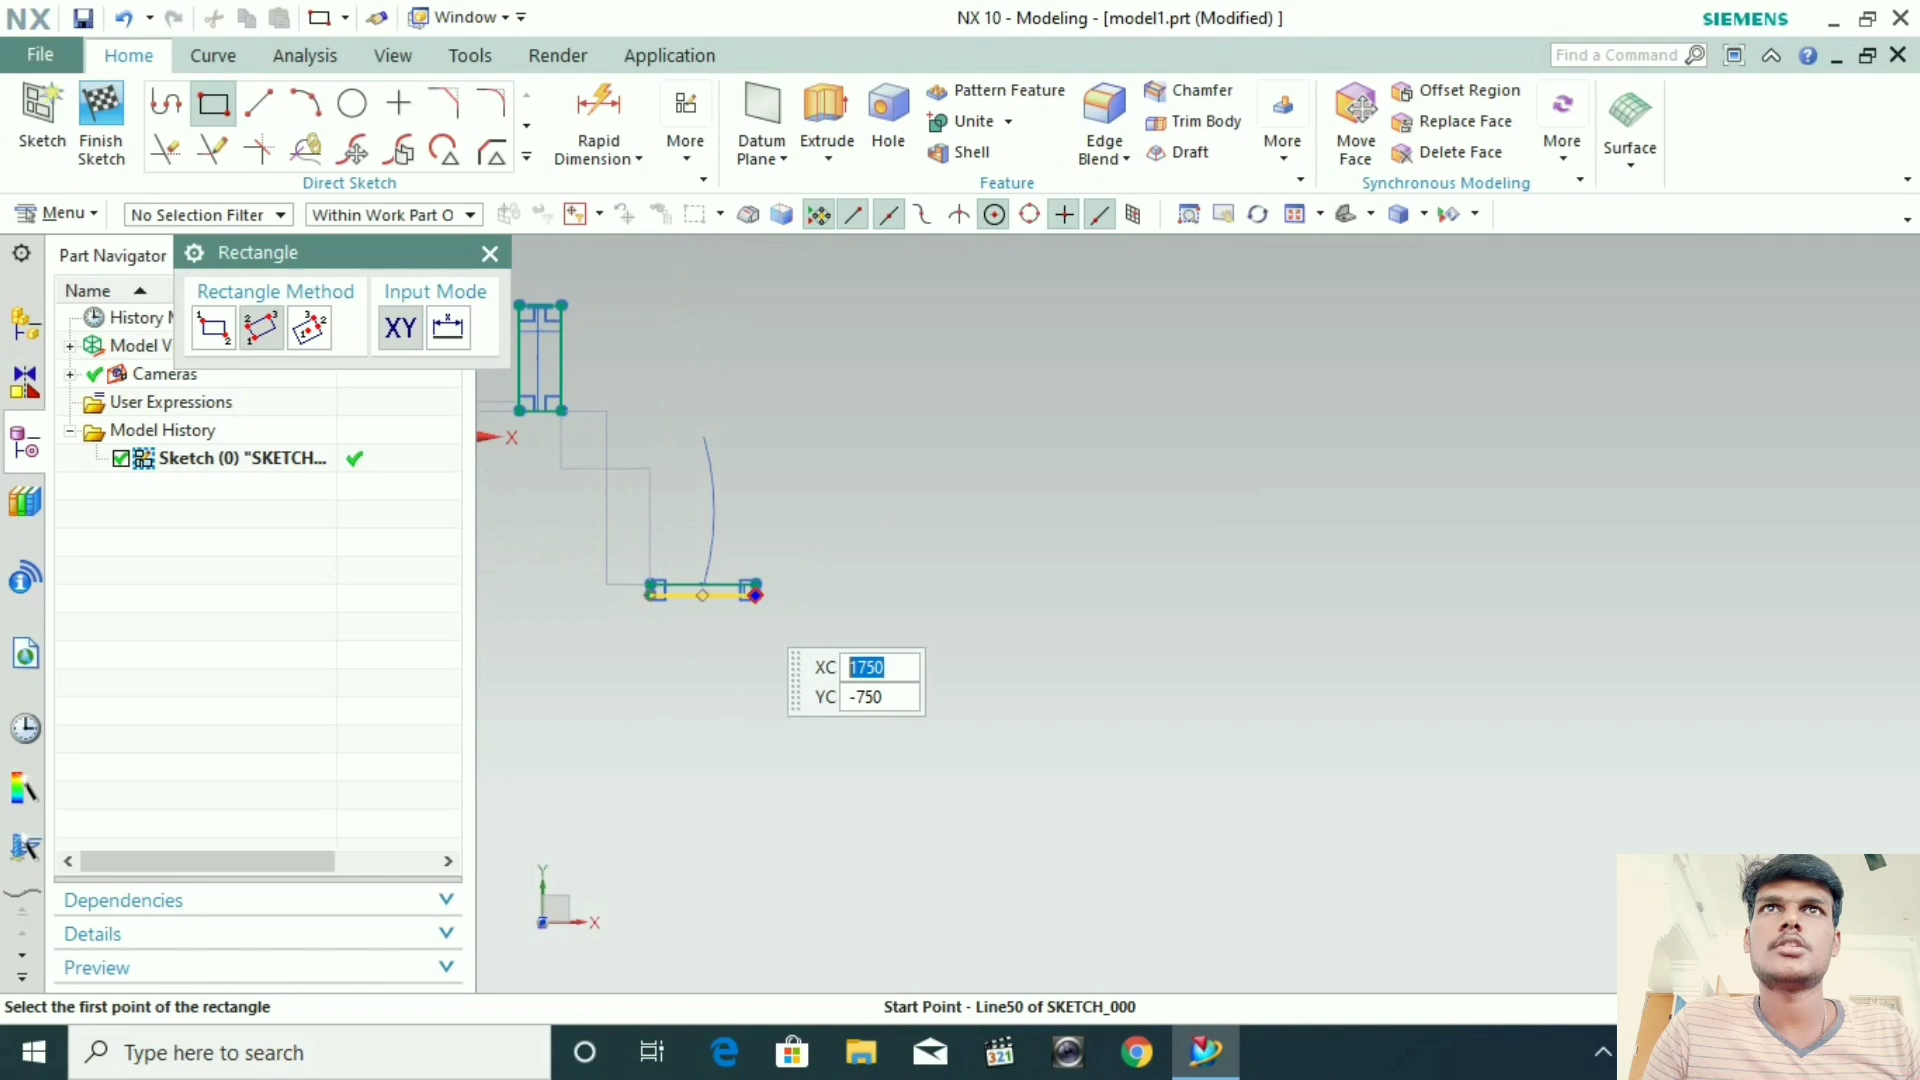 NX
Window
NX 10 - Modeling - [model1.prt (Modified) ]
SIEMENS
File
Home
Curve
Analysis
View
Tools
Render
Application
Find a Command
Sketch
Finish Sketch
Rapid Dimension
More
Direct Sketch
Datum Plane
Extrude
Hole
Pattern Feature
Unite
Shell
Edge Blend
Chamfer
Trim Body
Draft
More
Feature
Move Face
Offset Region
Replace Face
Delete Face
More
Synchronous Modeling
Surface
Menu
No Selection Filter
Within Work Part O
Part Navigator
Rectangle
Rectangle Method
Input Mode
XY
Name
History M
Model V
Cameras
User Expressions
Model History
Sketch (0) "SKETCH...
X
XC 1750
YC -750
Y
X
Dependencies
Details
Preview
Select the first point of the rectangle
Start Point - Line50 of SKETCH_000
Type here to search
321